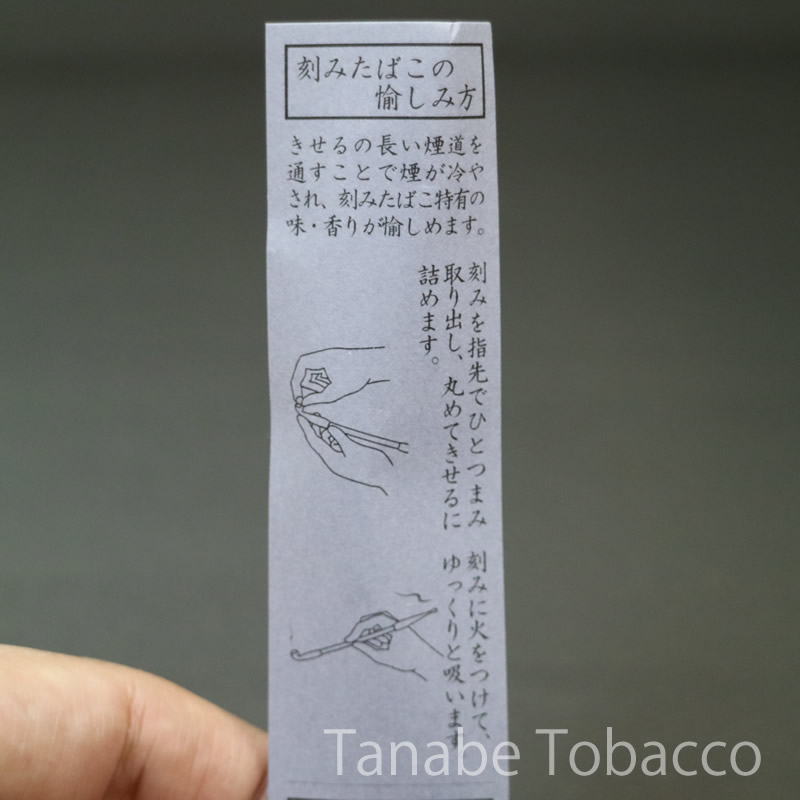 刻みたばこの
愉しみ方
きせるの長い煙道を
通すことで煙が冷や
され、刻みたばこ特有の
味・香りが愉しめます。
刻みを指先でひとつまみ
取り出し、丸めてきせるに
詰めます。
刻みに火をつけて、
ゆっくりと吸います
Tanabe Tobacco